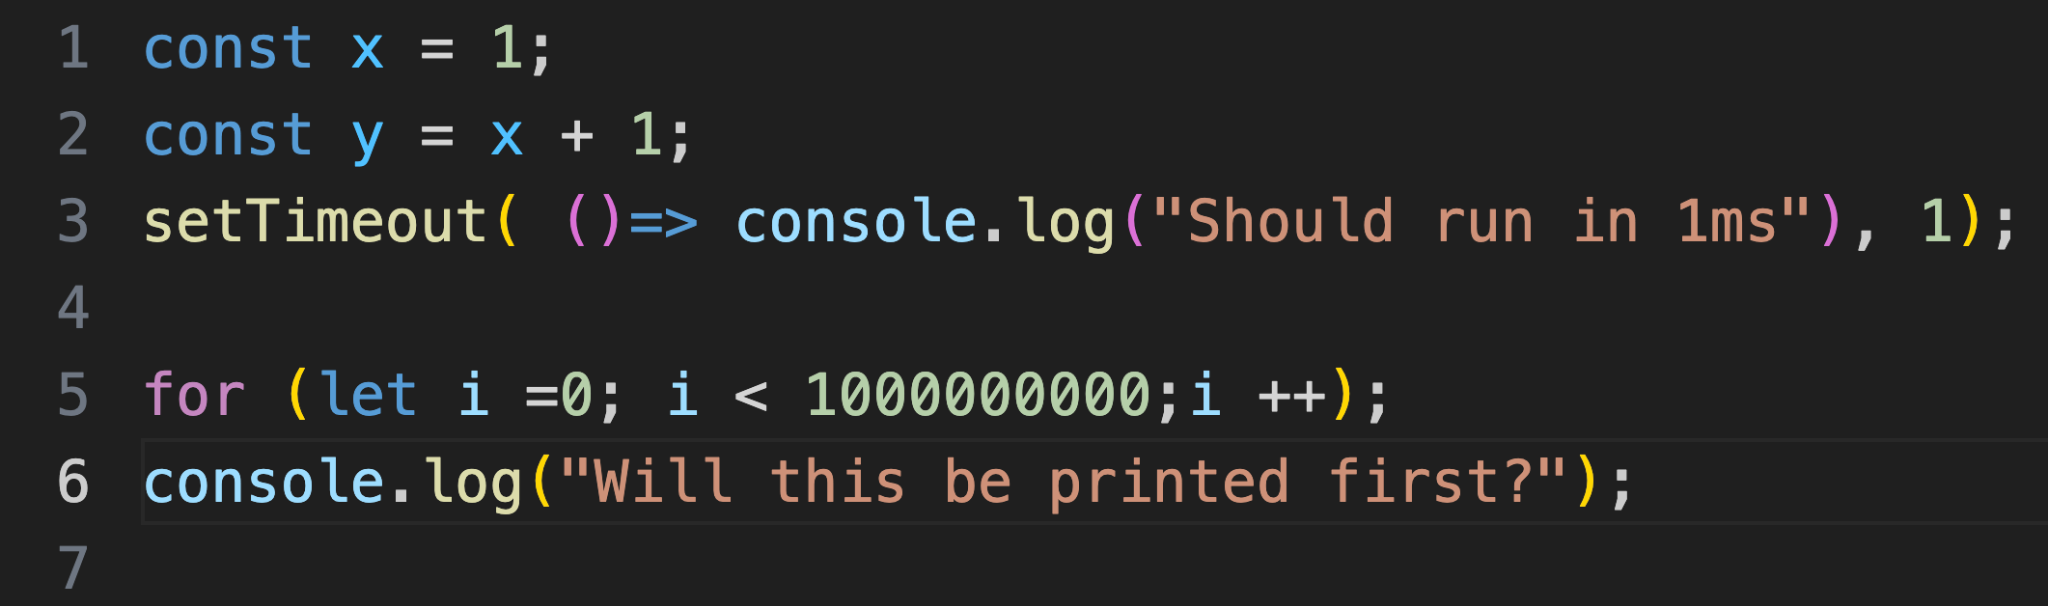 1 const x = 1;
2 const y = x + 1;
3 setTimeout( ()=> console.log("Should run in 1ms"), 1);
4
5 for (let i =0; i < 1000000000;i ++);
6 console.log("Will this be printed first?");
7